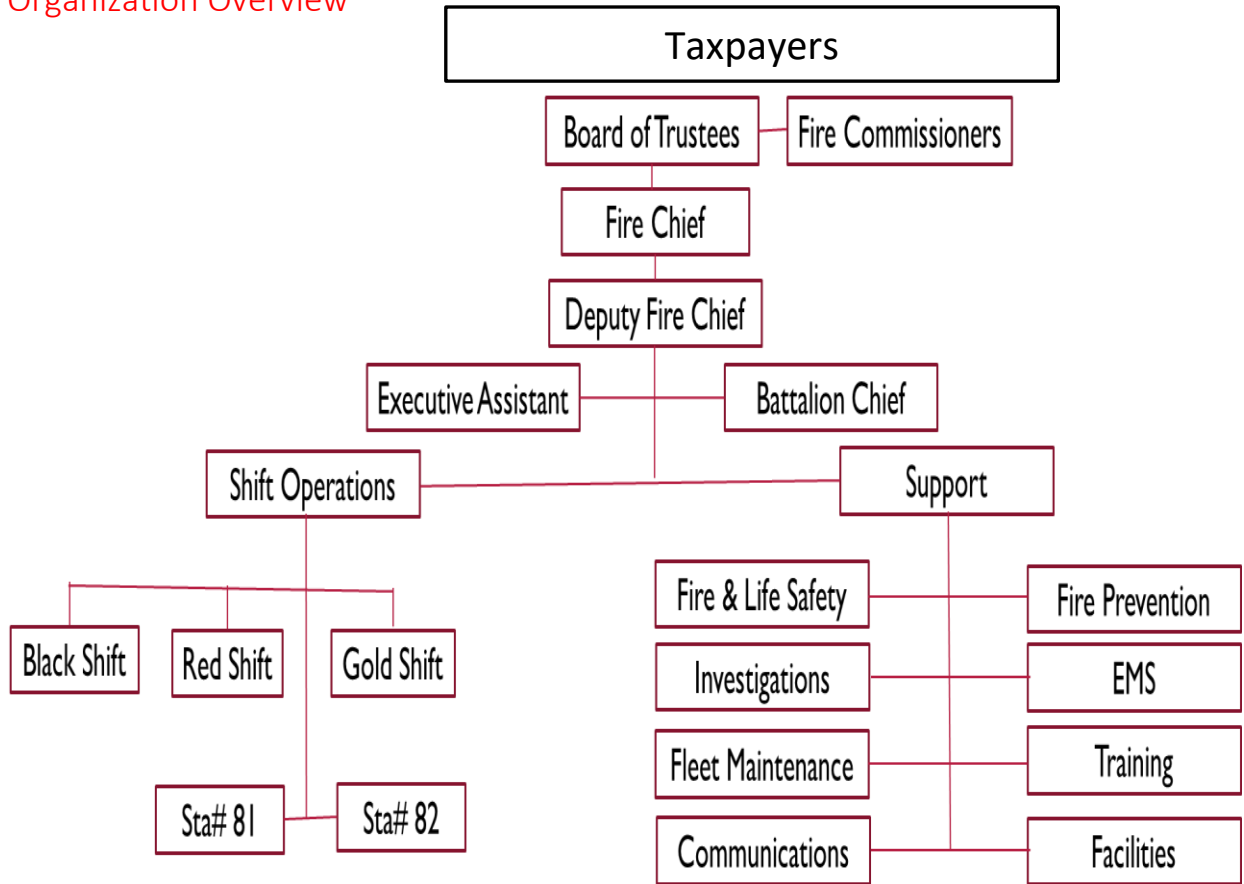 Organization Overview
Taxpayers
Board of Trustees
Fire Commissioners
Fire Chief
Deputy Fire Chief
Executive Assistant
Battalion Chief
Shift Operations
Support
Black Shift
Red Shift
Gold Shift
Sta# 81
Sta# 82
Fire & Life Safety
Fire Prevention
Investigations
EMS
Fleet Maintenance
Training
Communications
Facilities